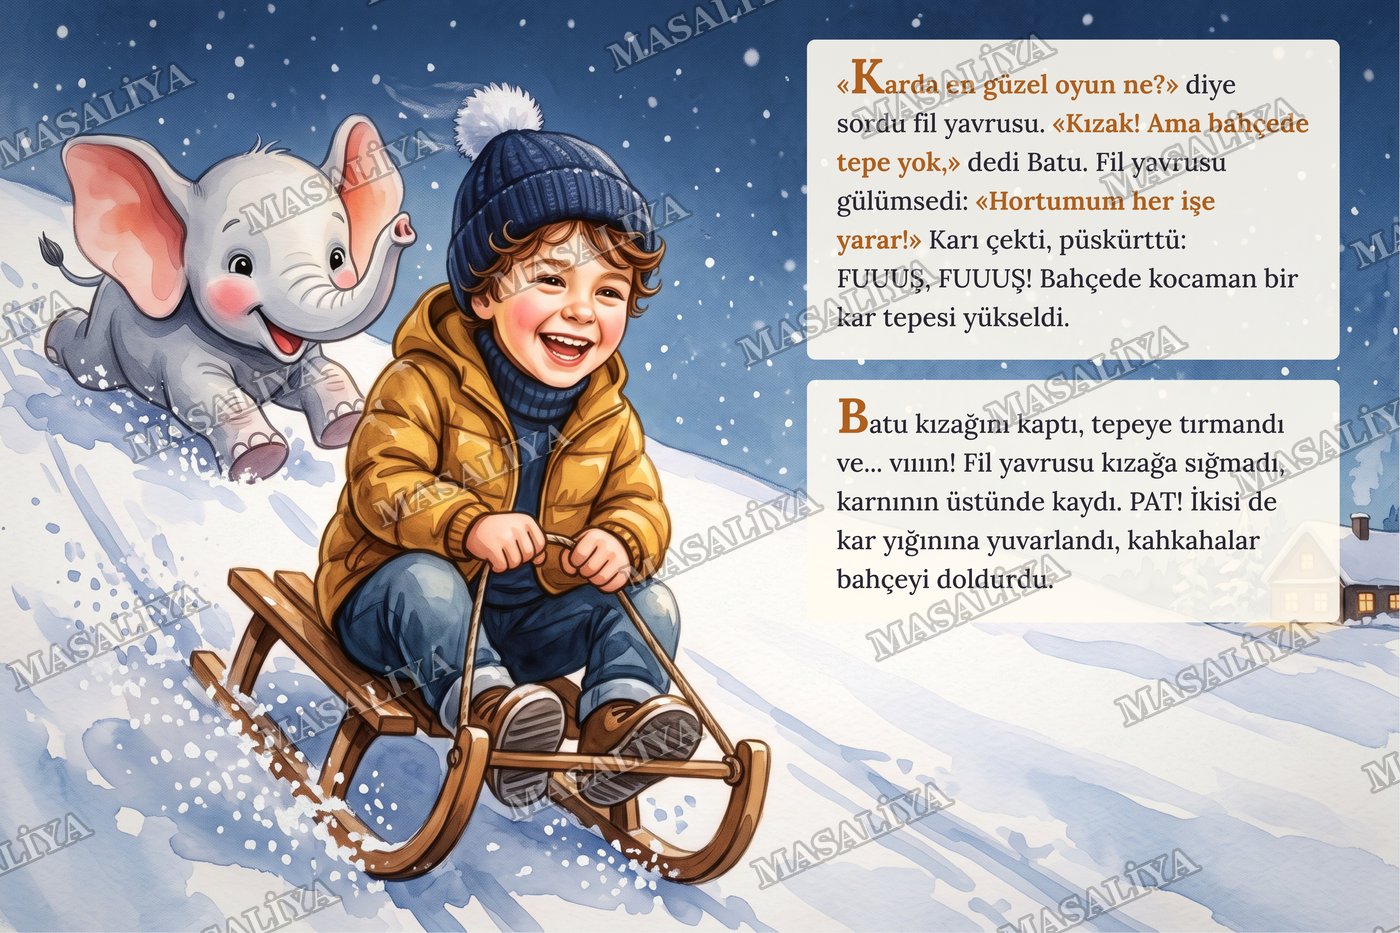 «Karda en güzel oyun ne?» diye
sordu fil yavrusu. «Kızak! Ama bahçede
tepe yok,» dedi Batu. Fil yavrusu
gülümsedi: «Hortumum her işe
yarar!» Karı çekti, püskürttü:
FUUUŞ, FUUUŞ! Bahçede kocaman bir
kar tepesi yükseldi.
Batu kızağını kaptı, tepeye tırmandı
ve... vıııın! Fil yavrusu kızağa sığmadı,
karnının üstünde kaydı. PAT! İkisi de
kar yığınına yuvarlandı, kahkahalar
bahçeyi doldurdu.
MASALİYA